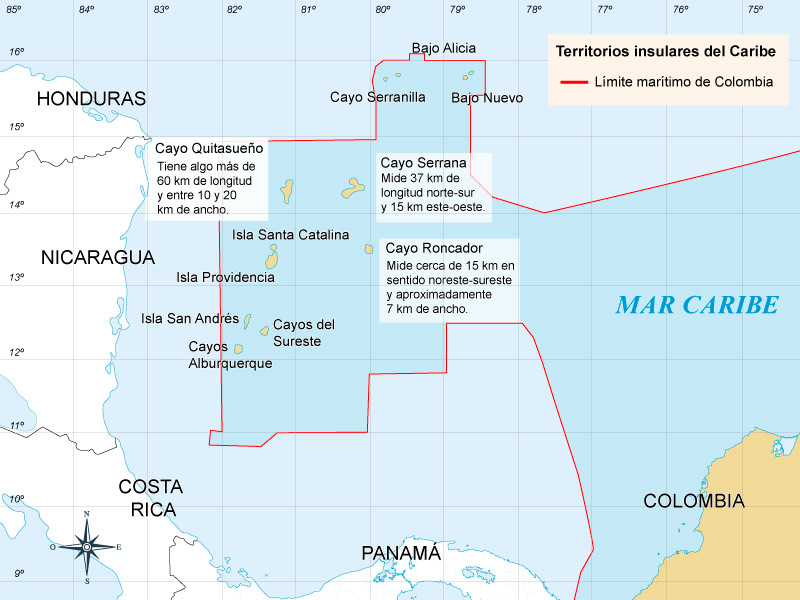 85º 83º 82º 81º 80º 79º 78º 77º 76º 75º
Territorios insulares del Caribe
Límite marítimo de Colombia
16º
Bajo Alicia
HONDURAS
Cayo Serranilla
Bajo Nuevo
15º
Cayo Quitasueño
Tiene algo más de
60 km de longitud
y entre 10 y 20
km de ancho.
Cayo Serrana
Mide 37 km de
longitud norte-sur
y 15 km este-oeste.
14º
Isla Santa Catalina
NICARAGUA
Cayo Roncador
Mide cerca de 15 km en
sentido noreste-sureste
y aproximadamente
7 km de ancho.
13º
Isla Providencia
MAR CARIBE
Isla San Andrés
Cayos del
Sureste
12º
Cayos
Alburquerque
11º
COSTA
RICA
10º
COLOMBIA
N
O
E
S
PANAMÁ
9º